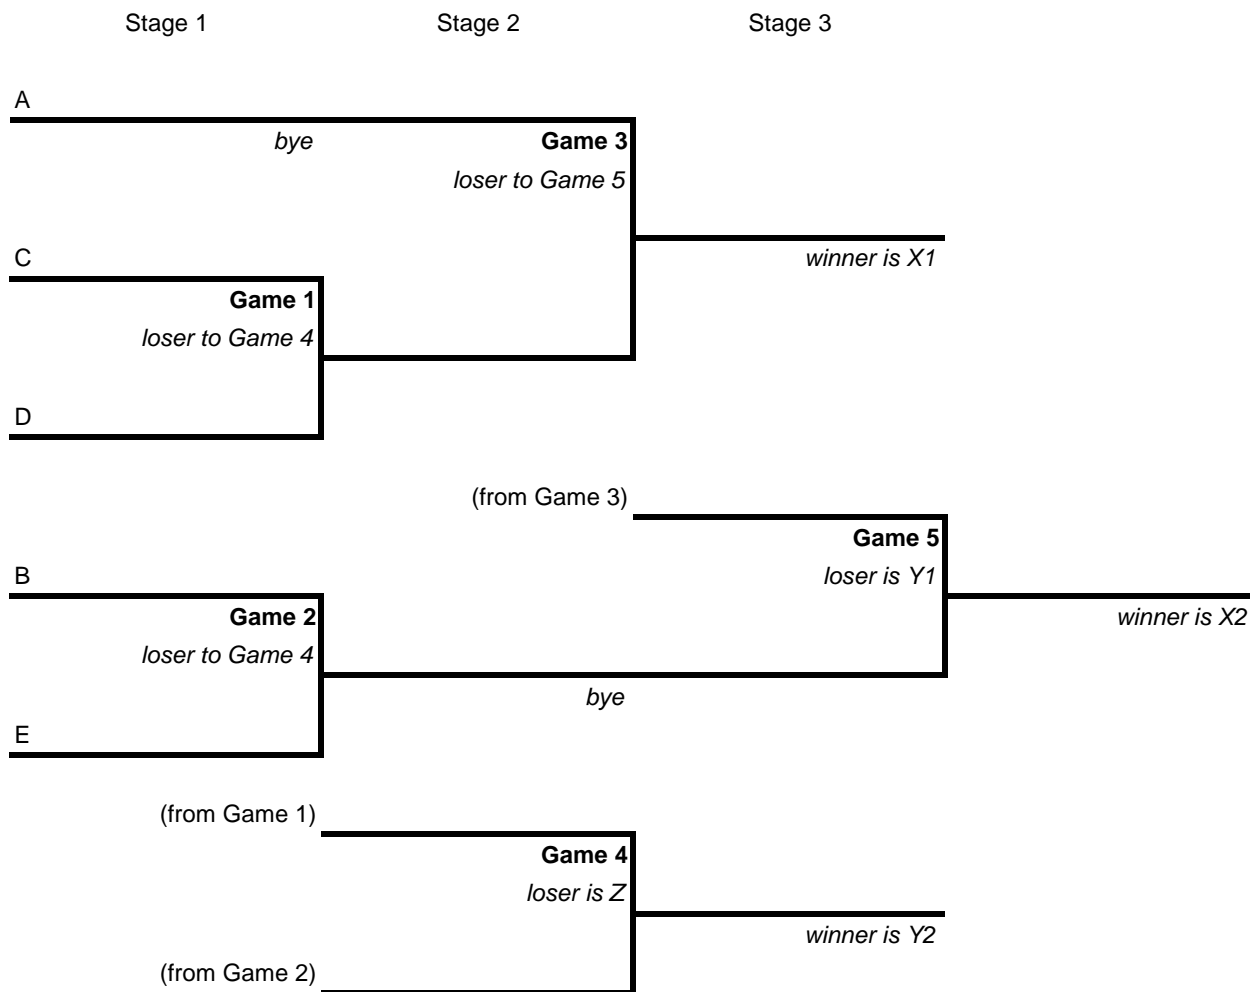 Stage 1 Stage 2 Stage 3
A
bye
Game 3
loser to Game 5
C
winner is X1
Game 1
loser to Game 4
D
(from Game 3)
Game 5
B
loser is Y1
Game 2
winner is X2
loser to Game 4
bye
E
(from Game 1)
Game 4
loser is Z
winner is Y2
(from Game 2)